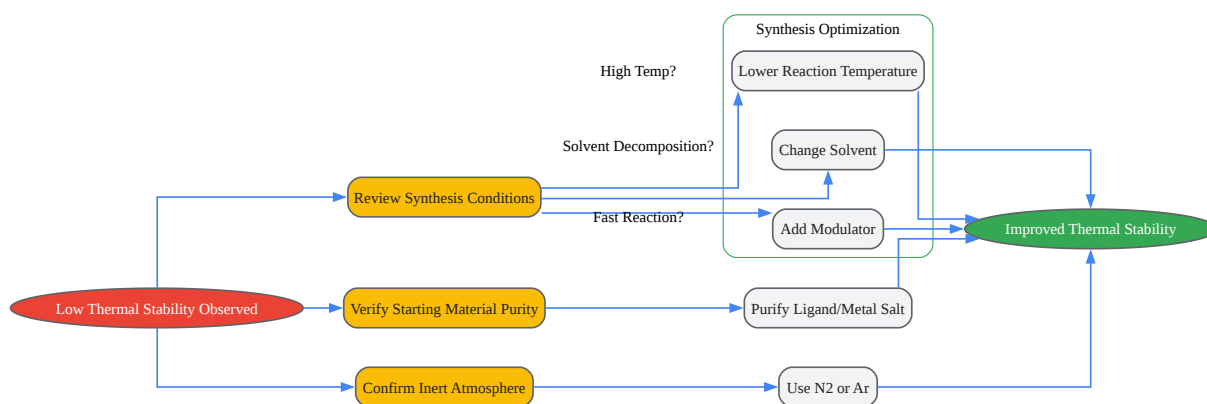 Synthesis Optimization
High Temp?
Lower Reaction Temperature
Solvent Decomposition?
Change Solvent
Review Synthesis Conditions
Fast Reaction?
Add Modulator
Improved Thermal Stability
Low Thermal Stability Observed
Verify Starting Material Purity
Purify Ligand/Metal Salt
Confirm Inert Atmosphere
Use N2 or Ar